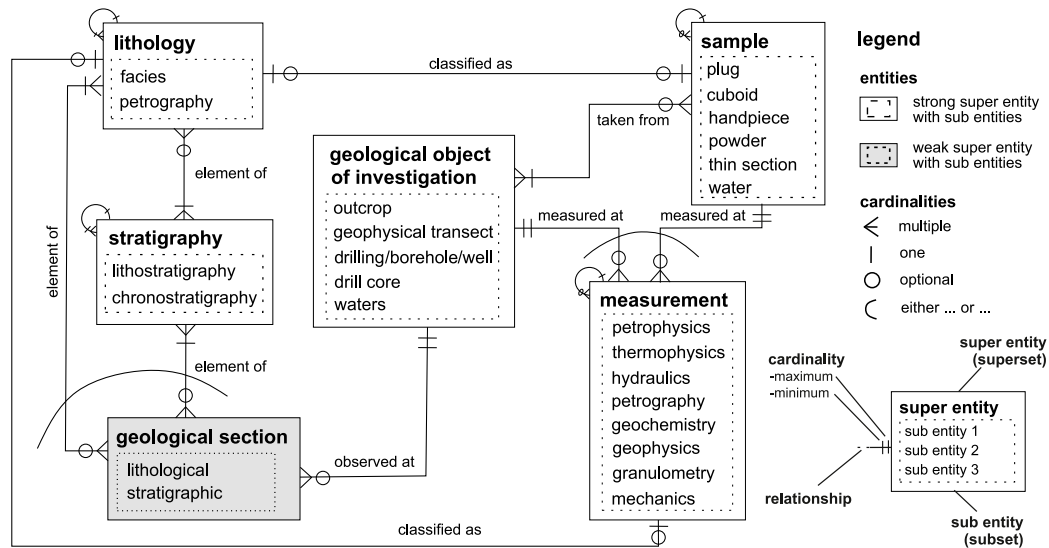 lithology
facies
petrography
classified as
sample
plug
cuboid
handpiece
powder
thin section
water
taken from
element of
geological object
of investigation
outcrop
geophysical transect
drilling/borehole/well
drill core
waters
measured at
measured at
element of
stratigraphy
lithostratigraphy
chronostratigraphy
element of
measurement
petrophysics
thermophysics
hydraulics
petrography
geochemistry
geophysics
granulometry
mechanics
geological section
lithological
stratigraphic
observed at
classified as
legend
entities
strong super entity
with sub entities
weak super entity
with sub entities
cardinalities
multiple
one
optional
either ... or ...
super entity
(superset)
cardinality
-maximum
-minimum
super entity
sub entity 1
sub entity 2
sub entity 3
relationship
sub entity
(subset)